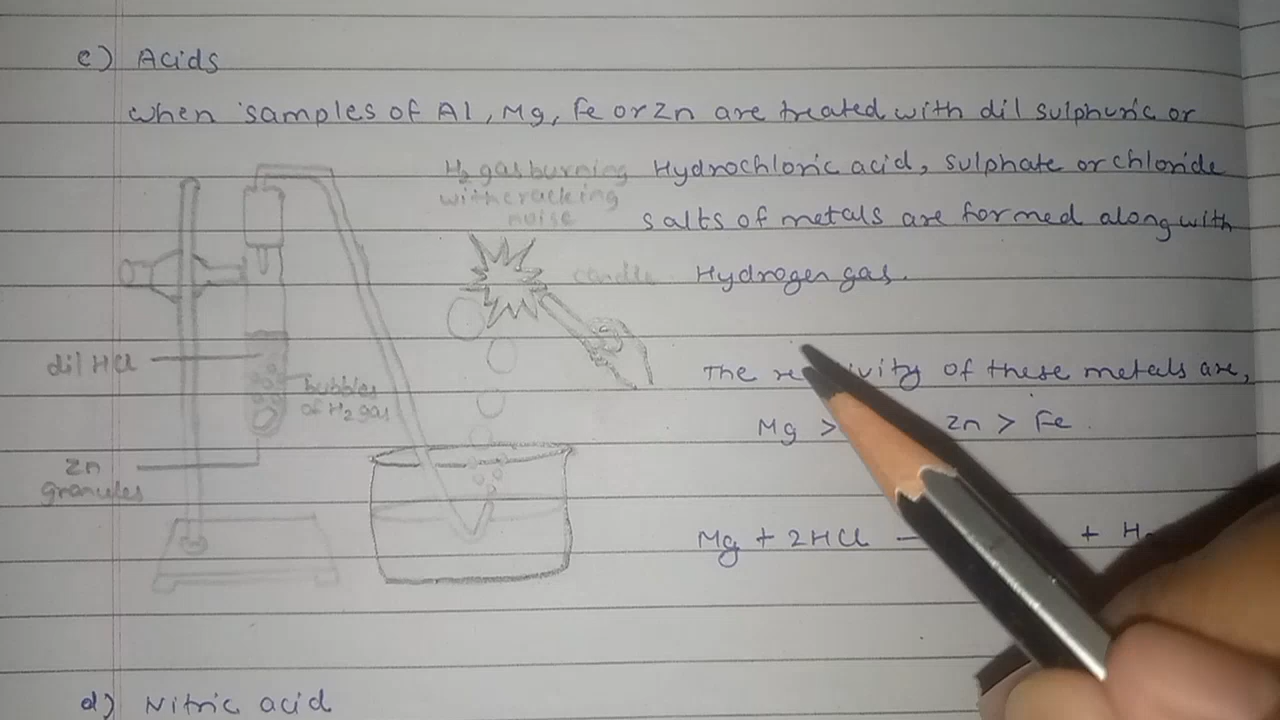 c) Acids
When samples of Al, Mg, Fe or Zn are treated with dil sulphuric or
H2 gas burning
with cracking
noise
Hydrochloric acid, sulphate or chloride
salts of metals are formed along with
candle
Hydrogen gas.
dil HCl
bubbles
of H2 gas
Zn
granules
The of these metals are,
Mg > Zn > Fe.
Mg + 2HCl + H2
d) Nitric acid